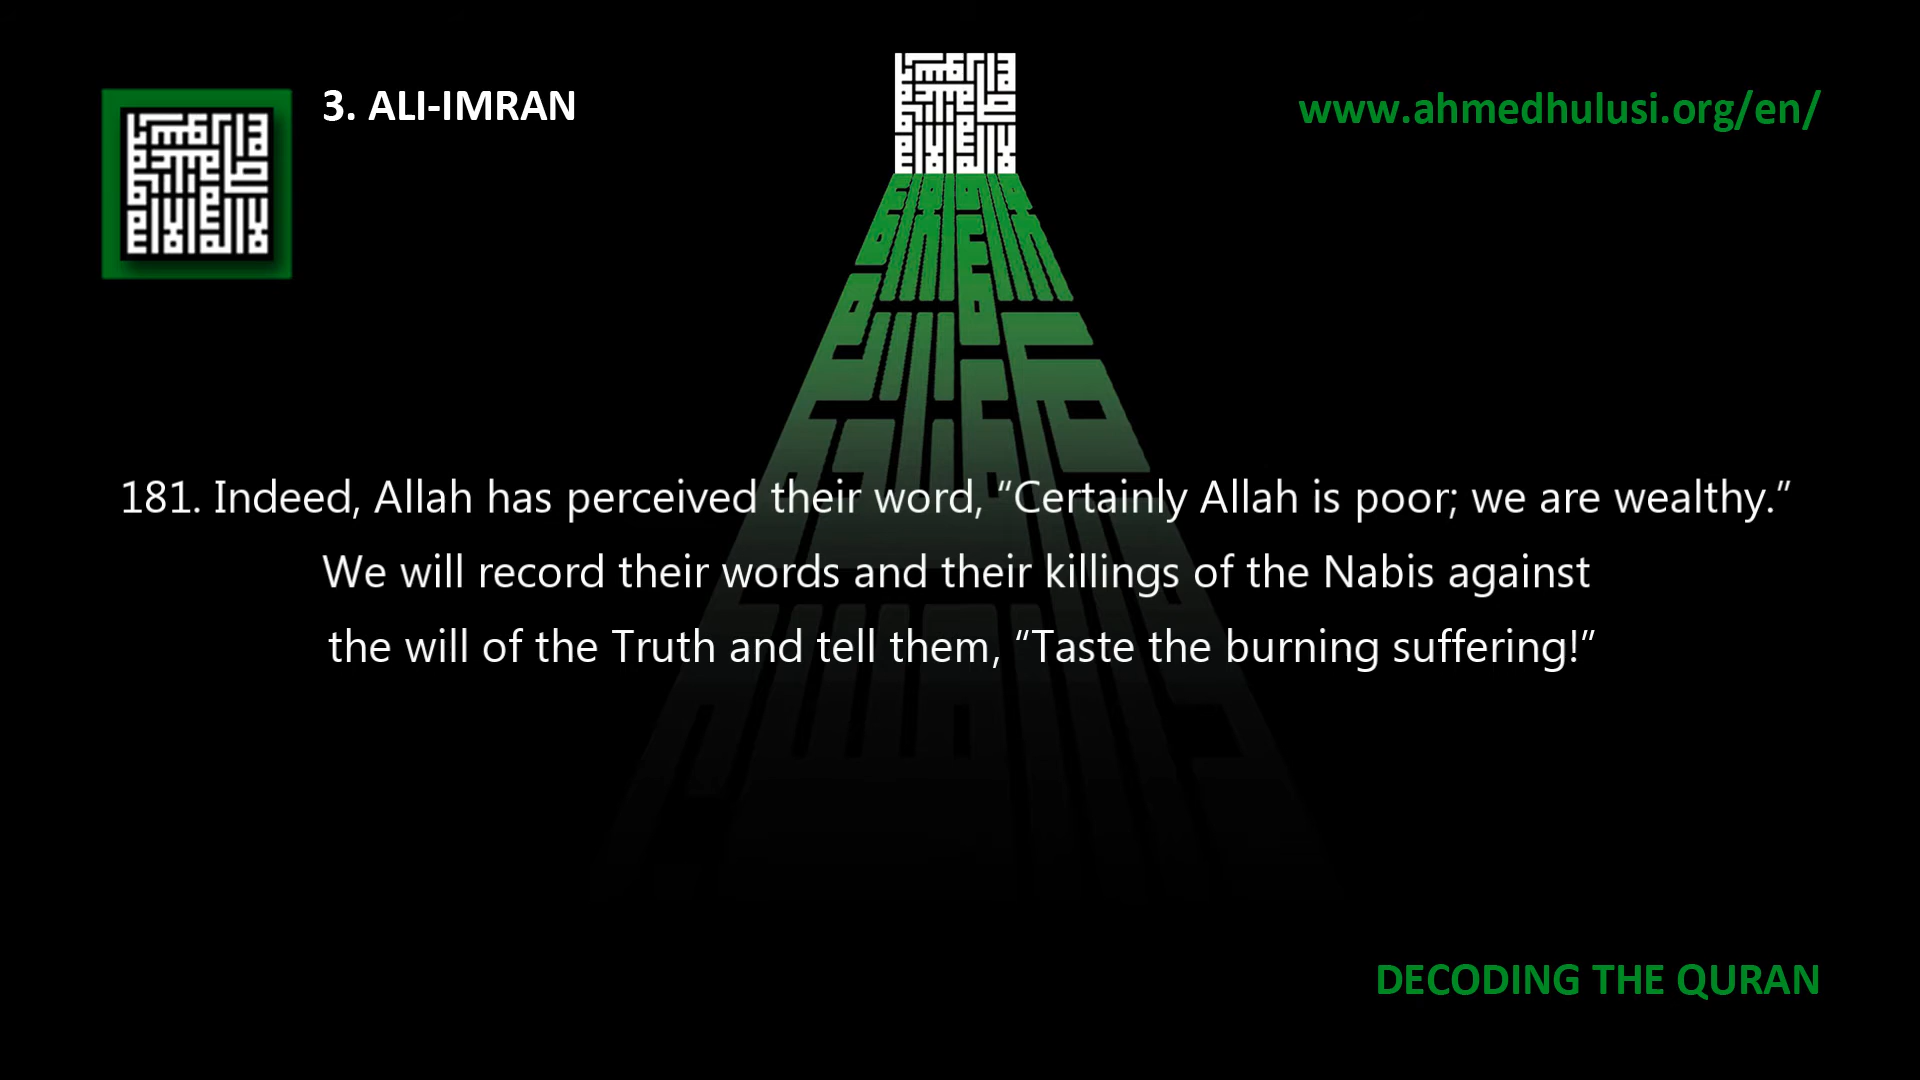 3. ALI-IMRAN
www.ahmedhulusi.org/en/
181. Indeed, Allah has perceived their word, “Certainly Allah is poor; we are wealthy.”
We will record their words and their killings of the Nabis against
the will of the Truth and tell them, “Taste the burning suffering!”
DECODING THE QURAN